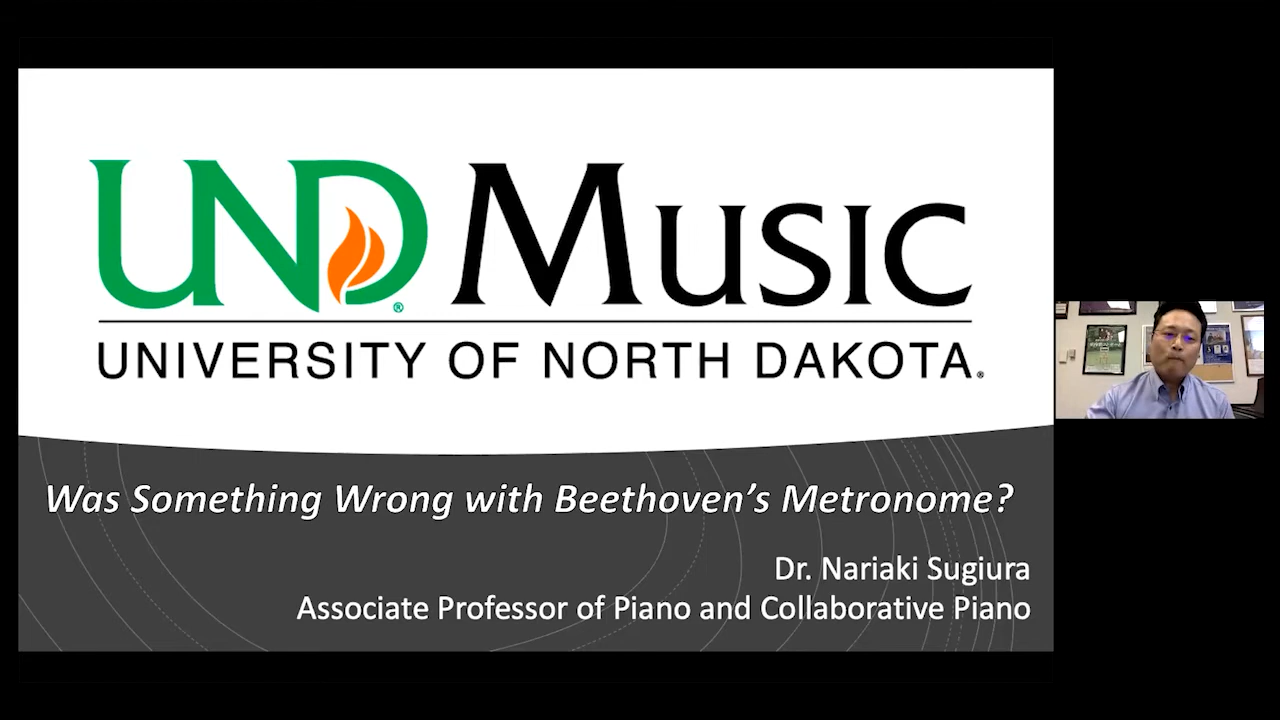 UND® MUSIC
UNIVERSITY OF NORTH DAKOTA®
Was Something Wrong with Beethoven's Metronome?
Dr. Nariaki Sugiura
Associate Professor of Piano and Collaborative Piano